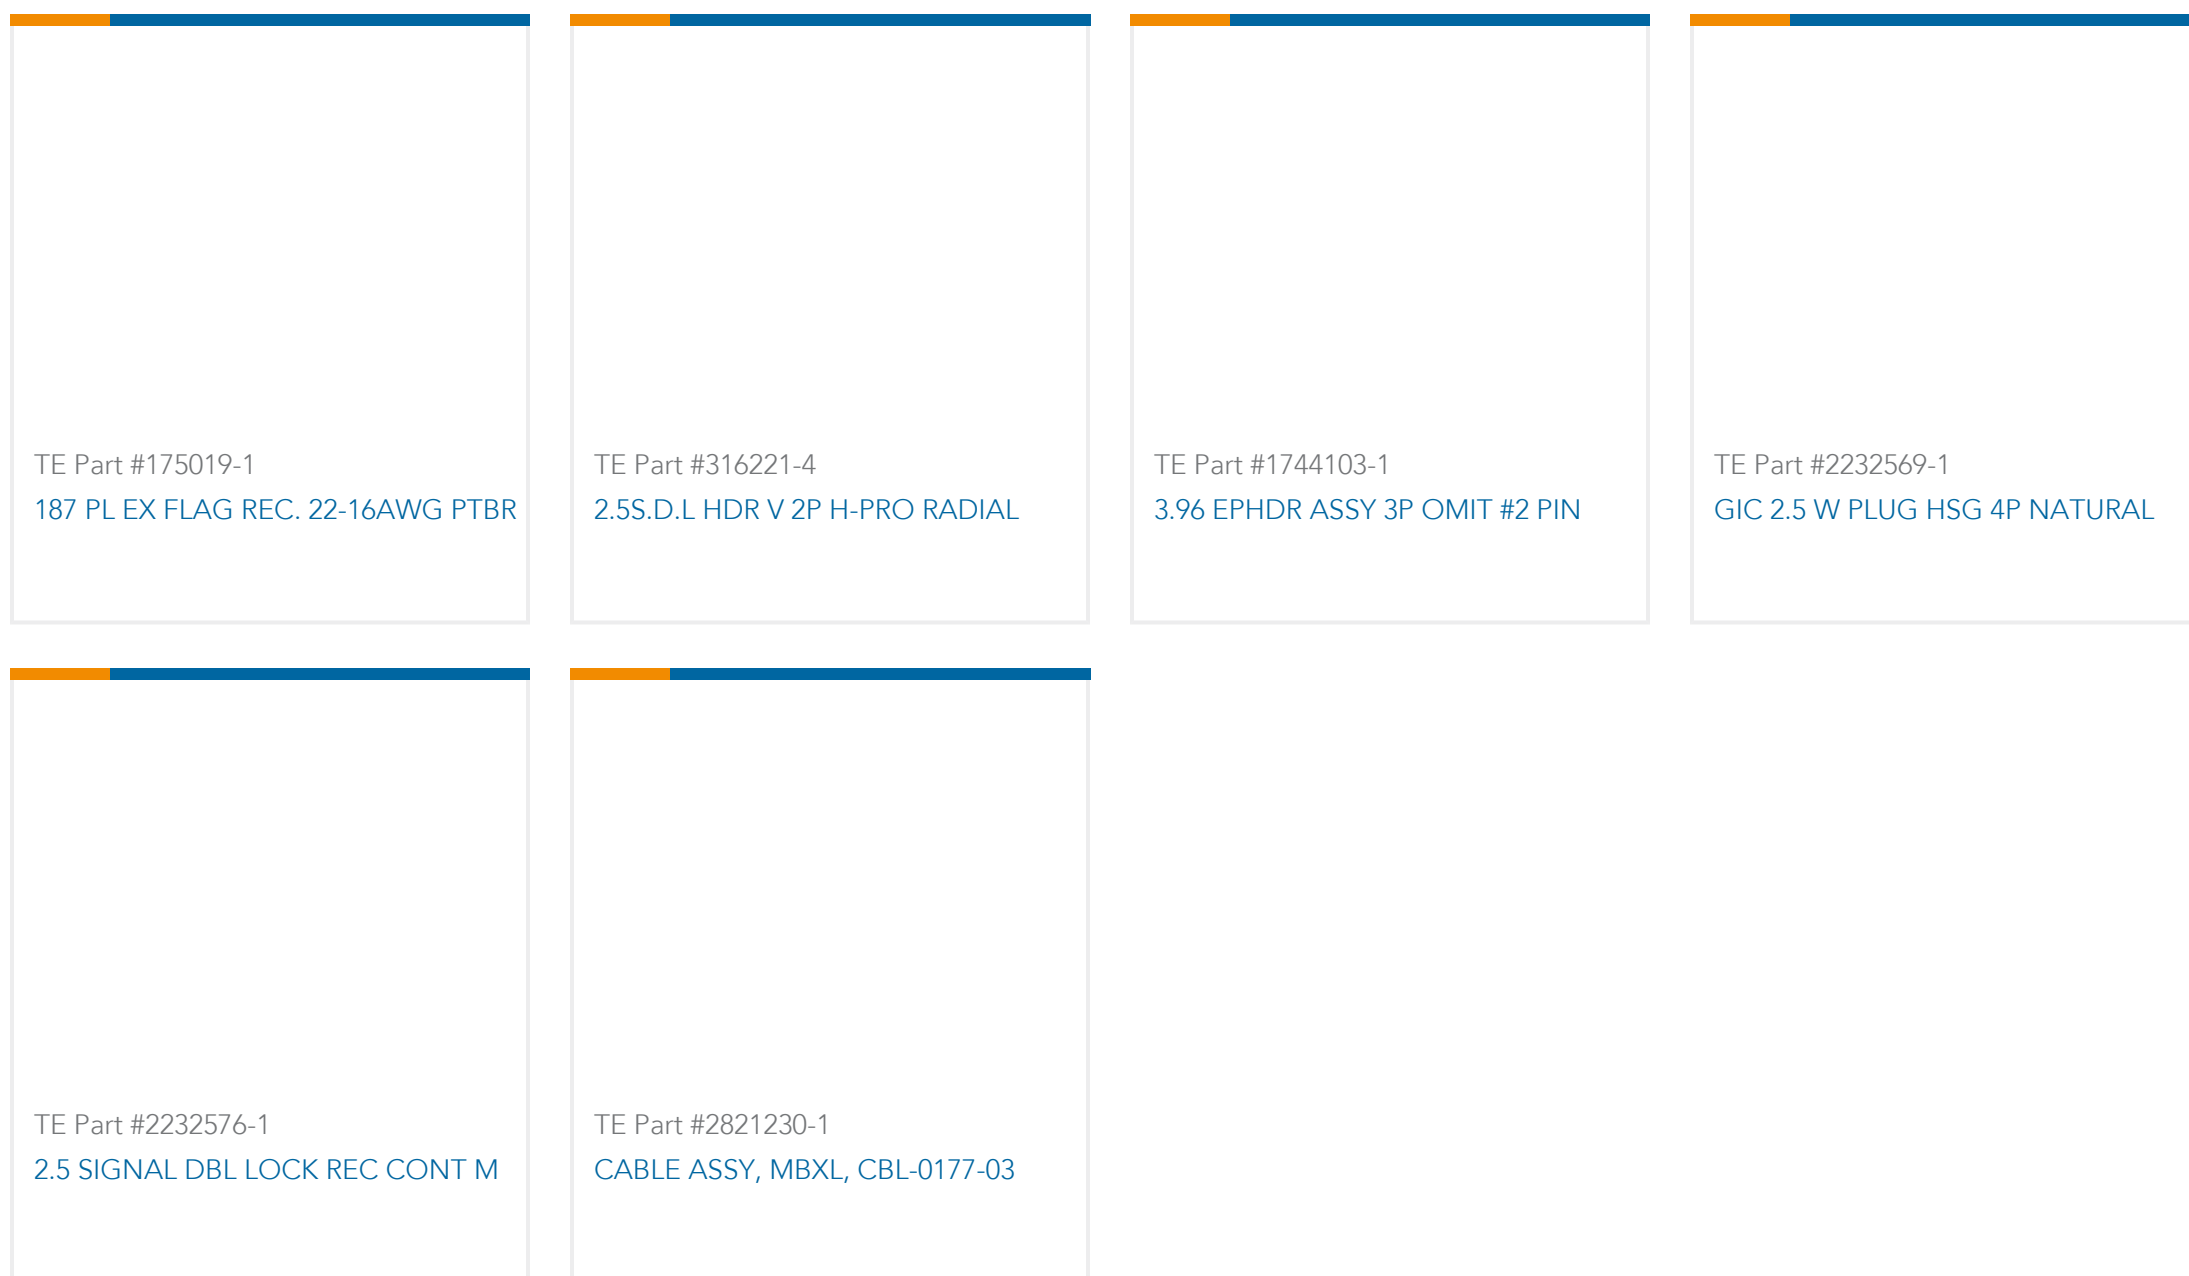 TE Part #175019-1
187 PL EX FLAG REC. 22-16AWG PTBR
TE Part #316221-4
2.5S.D.L HDR V 2P H-PRO RADIAL
TE Part #1744103-1
3.96 EPHDR ASSY 3P OMIT #2 PIN
TE Part #2232569-1
GIC 2.5 W PLUG HSG 4P NATURAL
TE Part #2232576-1
2.5 SIGNAL DBL LOCK REC CONT M
TE Part #2821230-1
CABLE ASSY, MBXL, CBL-0177-03